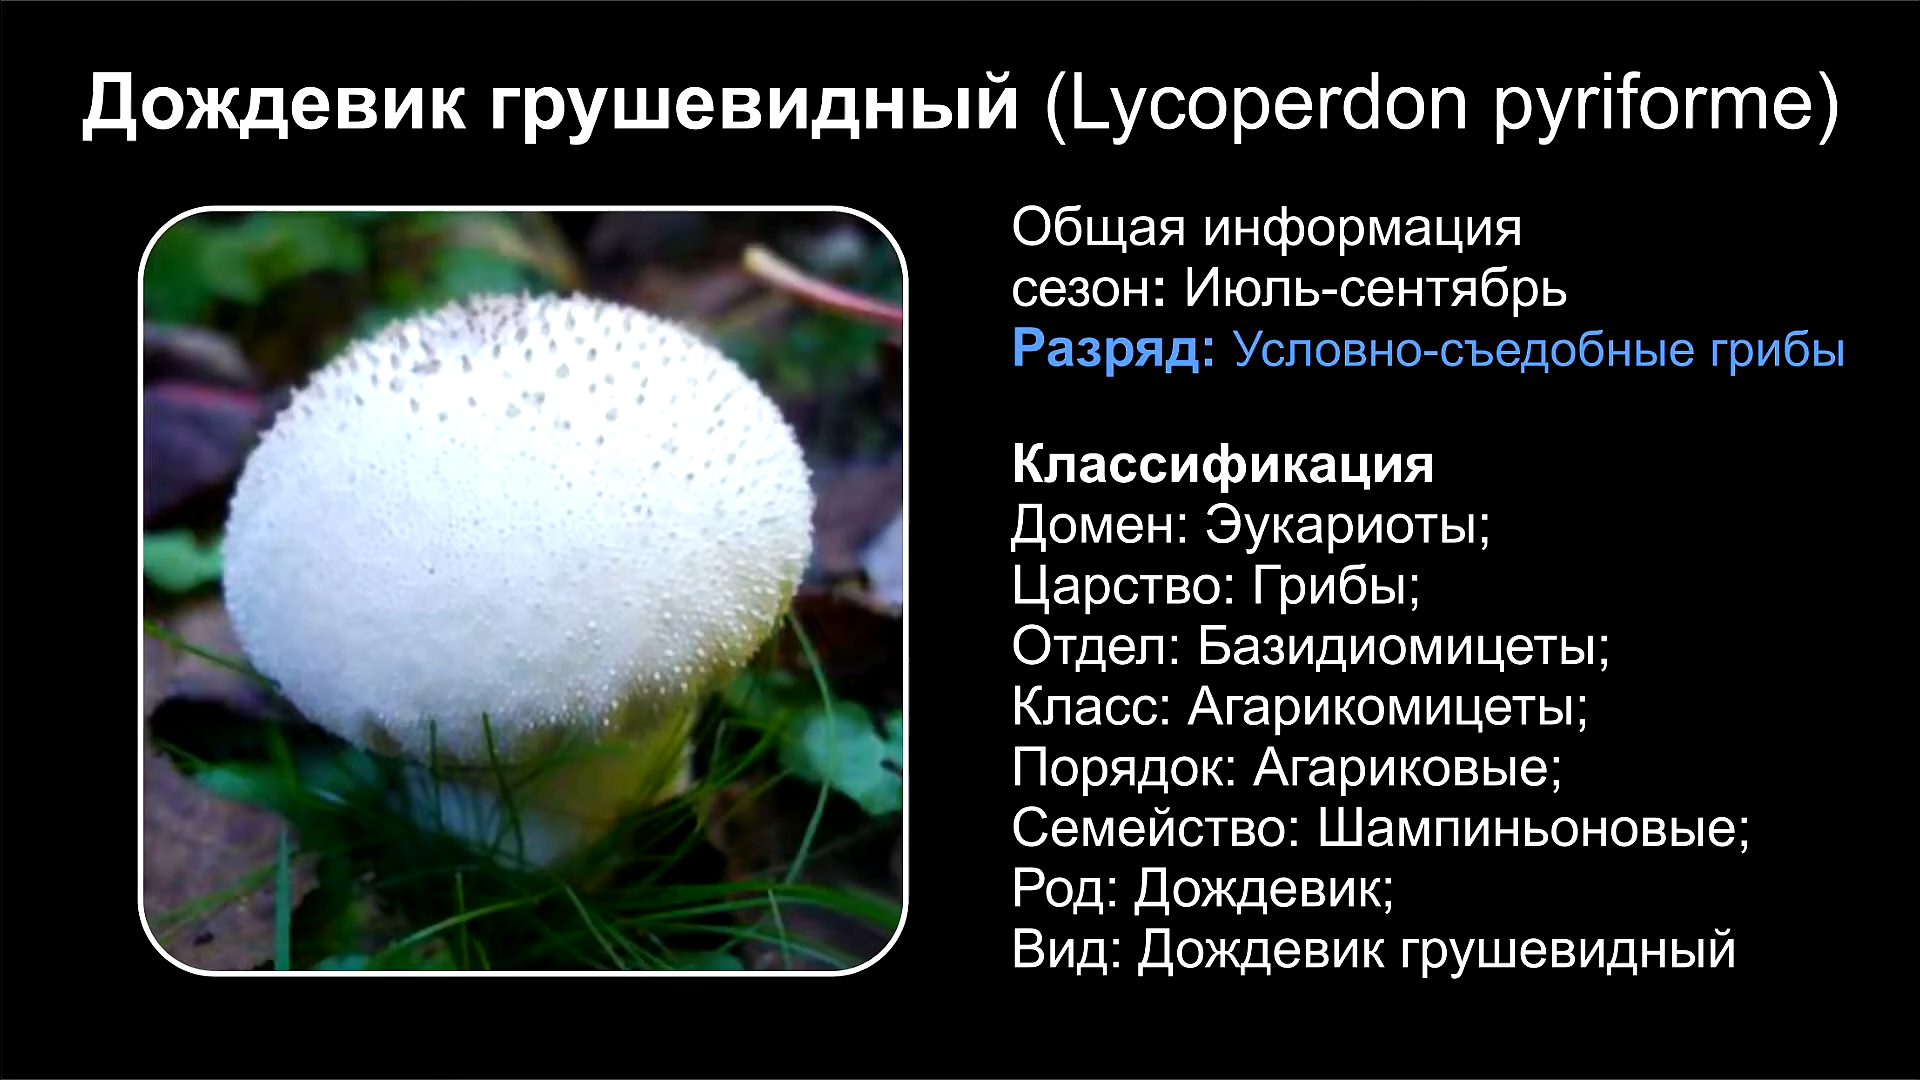 Дождевик грушевидный (Lycoperdon pyriforme)
Общая информация
сезон: Июль-сентябрь
Разряд: Условно-съедобные грибы
Классификация
Домен: Эукариоты;
Царство: Грибы;
Отдел: Базидиомицеты;
Класс: Агарикомицеты;
Порядок: Агариковые;
Семейство: Шампиньоновые;
Род: Дождевик;
Вид: Дождевик грушевидный